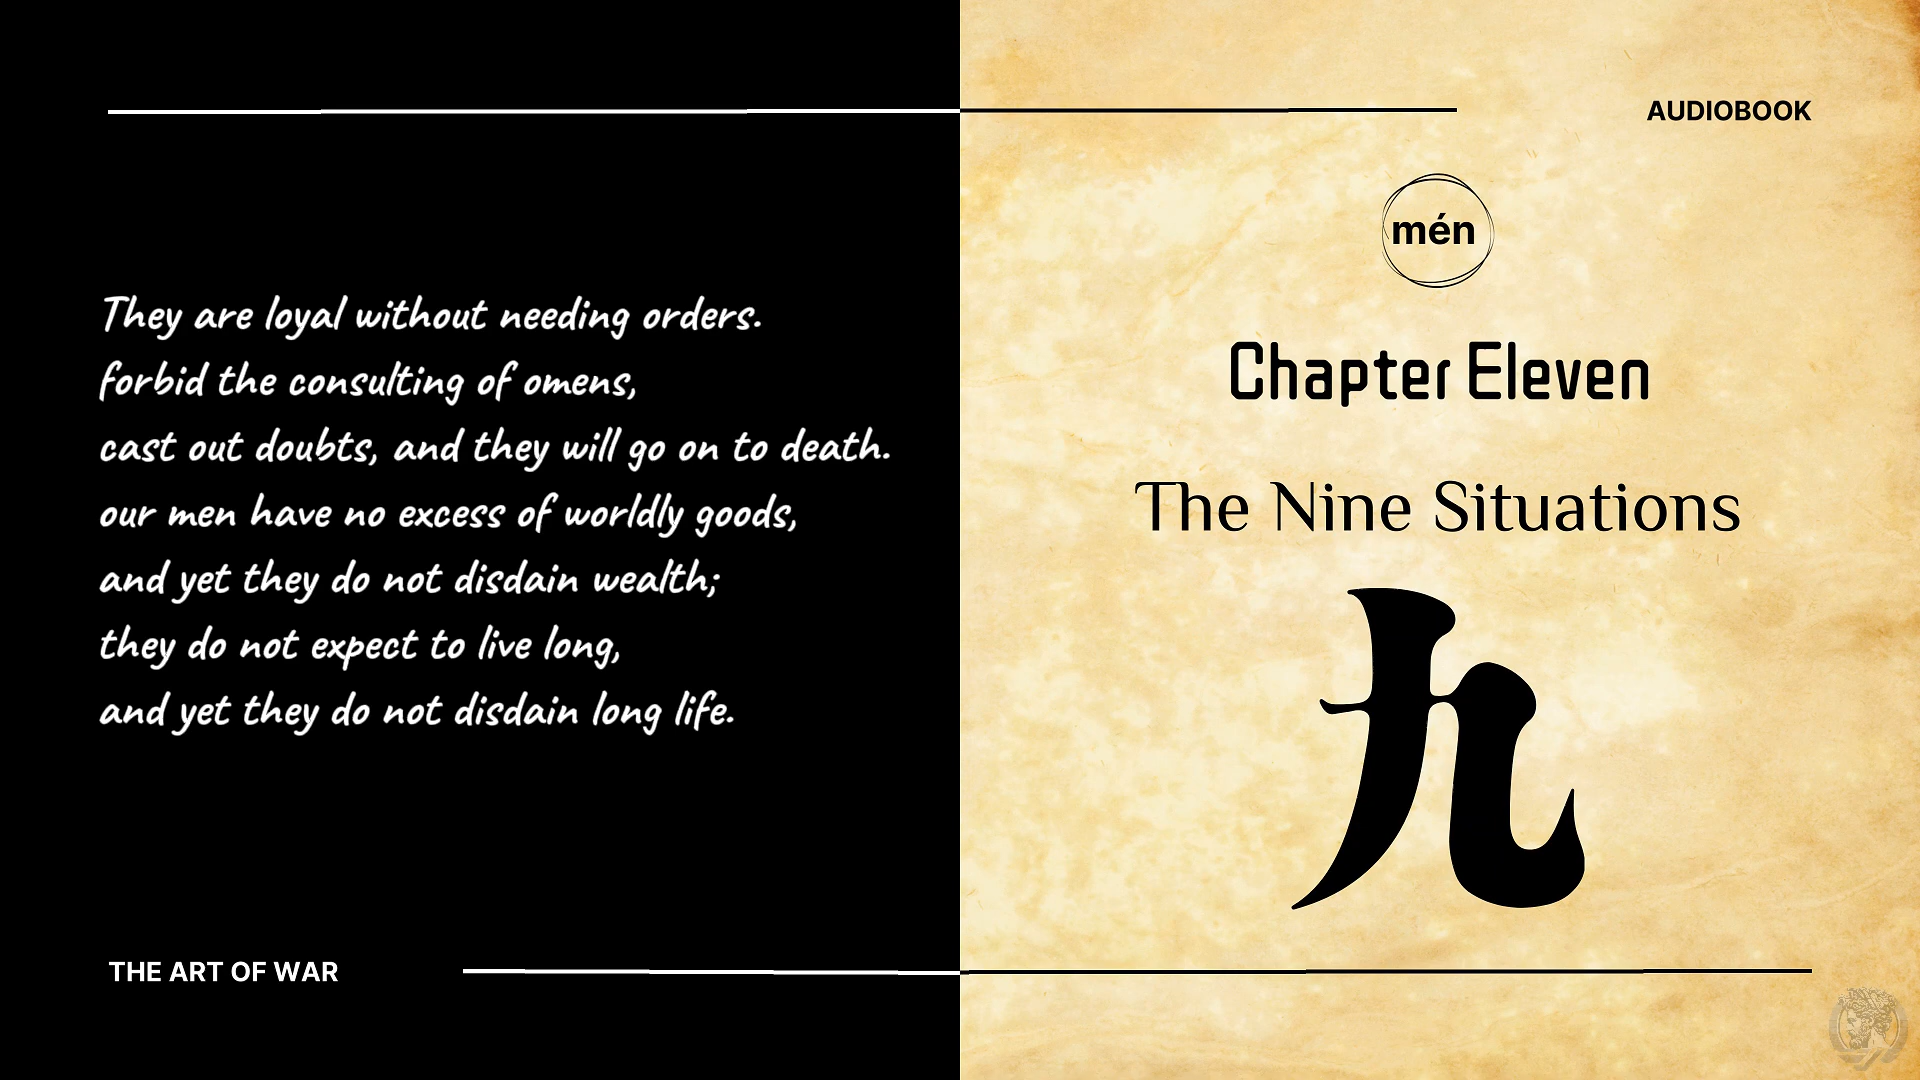 They are loyal without needing orders.
forbid the consulting of omens,
cast out doubts, and they will go on to death.
our men have no excess of worldly goods,
and yet they do not disdain wealth;
they do not expect to live long,
and yet they do not disdain long life.
THE ART OF WAR
AUDIOBOOK
mén
Chapter Eleven
The Nine Situations
九